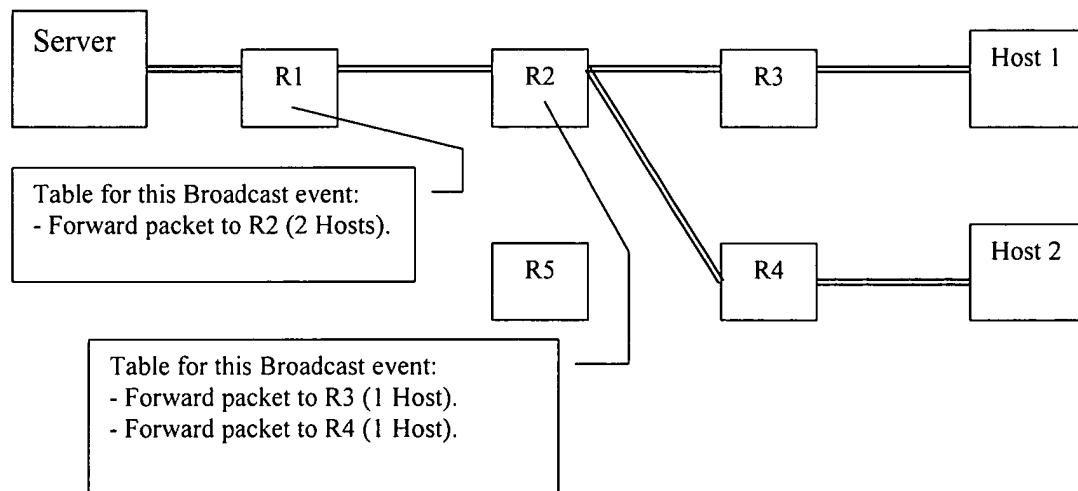 Server
R1
R2
R3
Host 1
Table for this Broadcast event:
- Forward packet to R2 (2 Hosts).
R5
R4
Host 2
Table for this Broadcast event:
- Forward packet to R3 (1 Host).
- Forward packet to R4 (1 Host).